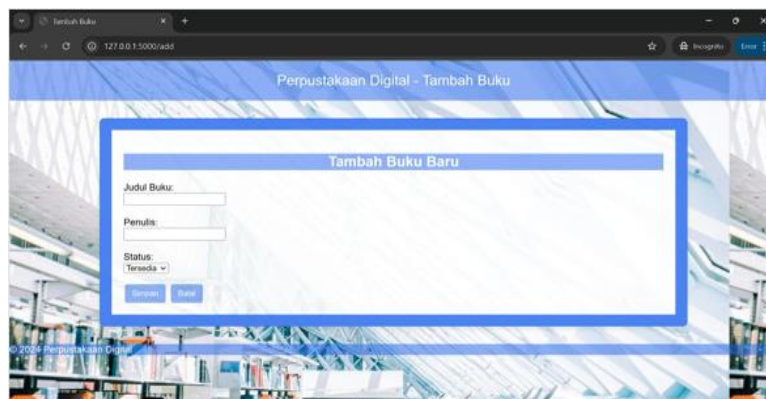 Tambah Buku
127.0.0.1:5000/add
Incognito
Error
Perpustakaan Digital - Tambah Buku
Tambah Buku Baru
Judul Buku:
Penulis:
Status:
Tersedia
Simpan Batal
© 2024 Perpustakaan Digital